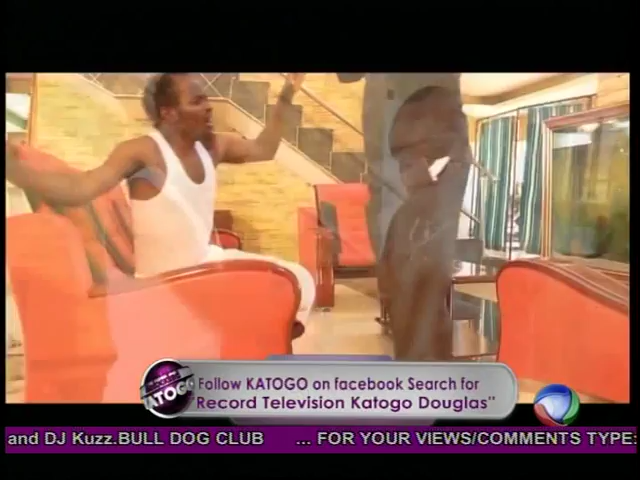 KATOGO
Follow KATOGO on facebook Search for
Record Television Katogo Douglas"
and DJ Kuzz.BULL DOG CLUB ... FOR YOUR VIEWS/COMMENTS TYPE: